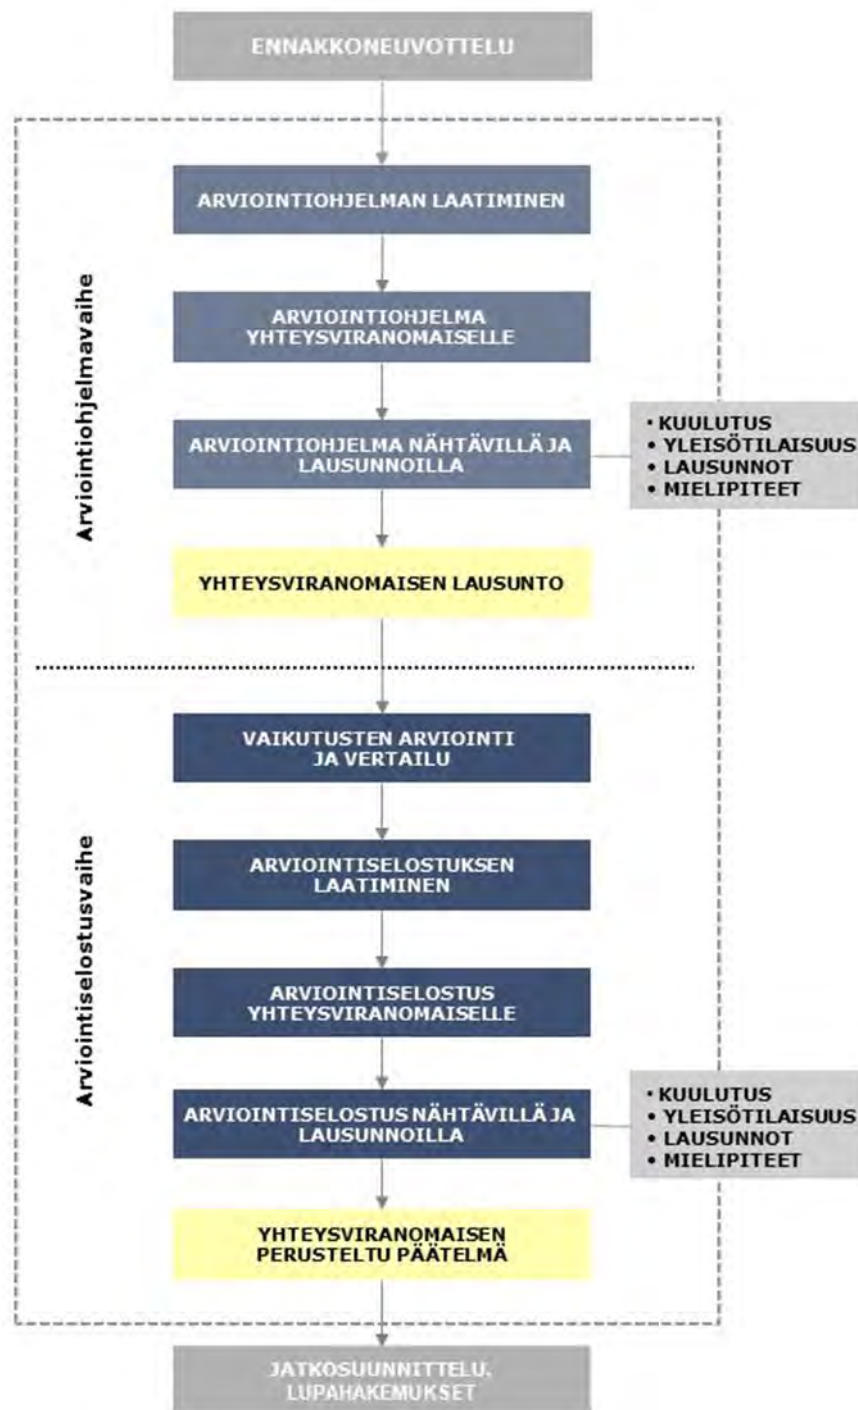 ENNAKKONEUVOTTELU
Arviointiohjelmavaihe
ARVIOINTIOHJELMAN LAATIMINEN
ARVIOINTIOHJELMA
YHTEYSVIRANOMAISELLE
ARVIOINTIOHJELMA NÄHTÄVILLÄ JA
LAUSUNNOILLA
• KUULUTUS
• YLEISÖTILAISUUS
• LAUSUNNOT
• MIELIPITEET
YHTEYSVIRANOMAISEN LAUSUNTO
Arviointiselostusvaihe
VAIKUTUSTEN ARVIOINTI
JA VERTAILU
ARVIOINTISELOSTUKSEN
LAATIMINEN
ARVIOINTISELOSTUS
YHTEYSVIRANOMAISELLE
ARVIOINTISELOSTUS NÄHTÄVILLÄ JA
LAUSUNNOILLA
• KUULUTUS
• YLEISÖTILAISUUS
• LAUSUNNOT
• MIELIPITEET
YHTEYSVIRANOMAISEN
PERUSTELTU PÄÄTELMÄ
JATKOSUUNNITTELU.
LUPAHAKEMUKSET